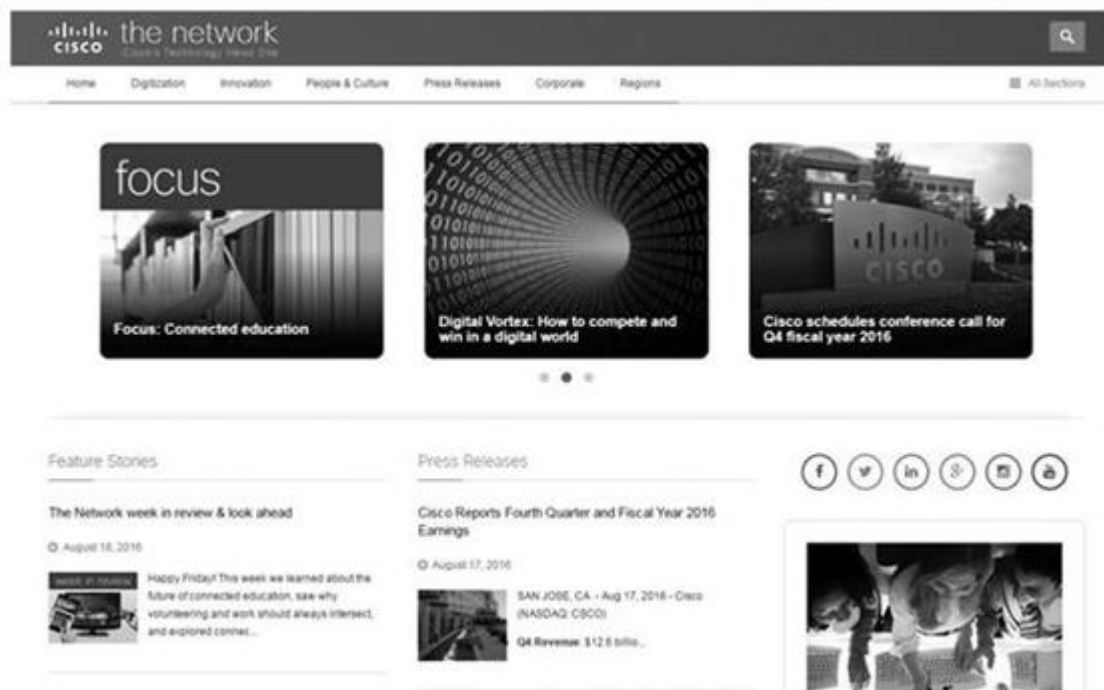 CISCO
the network
Cisco's Technology News Site
Home Digitization Innovation People & Culture Press Releases Corporate Regions All Sections
focus
Focus: Connected education
Digital Vortex: How to compete and
win in a digital world
CISCO
Cisco schedules conference call for
Q4 fiscal year 2016
Feature Stories
The Network week in review & look ahead
August 18, 2016
week in review
Happy Friday! This week we learned about the
future of connected education, saw why
volunteering and work should always intersect,
and explored connec...
Press Releases
Cisco Reports Fourth Quarter and Fiscal Year 2016
Earnings
August 17, 2016
SAN JOSE, CA - Aug 17, 2016 - Cisco
(NASDAQ: CSCO)
Q4 Revenue: $12.6 billio...